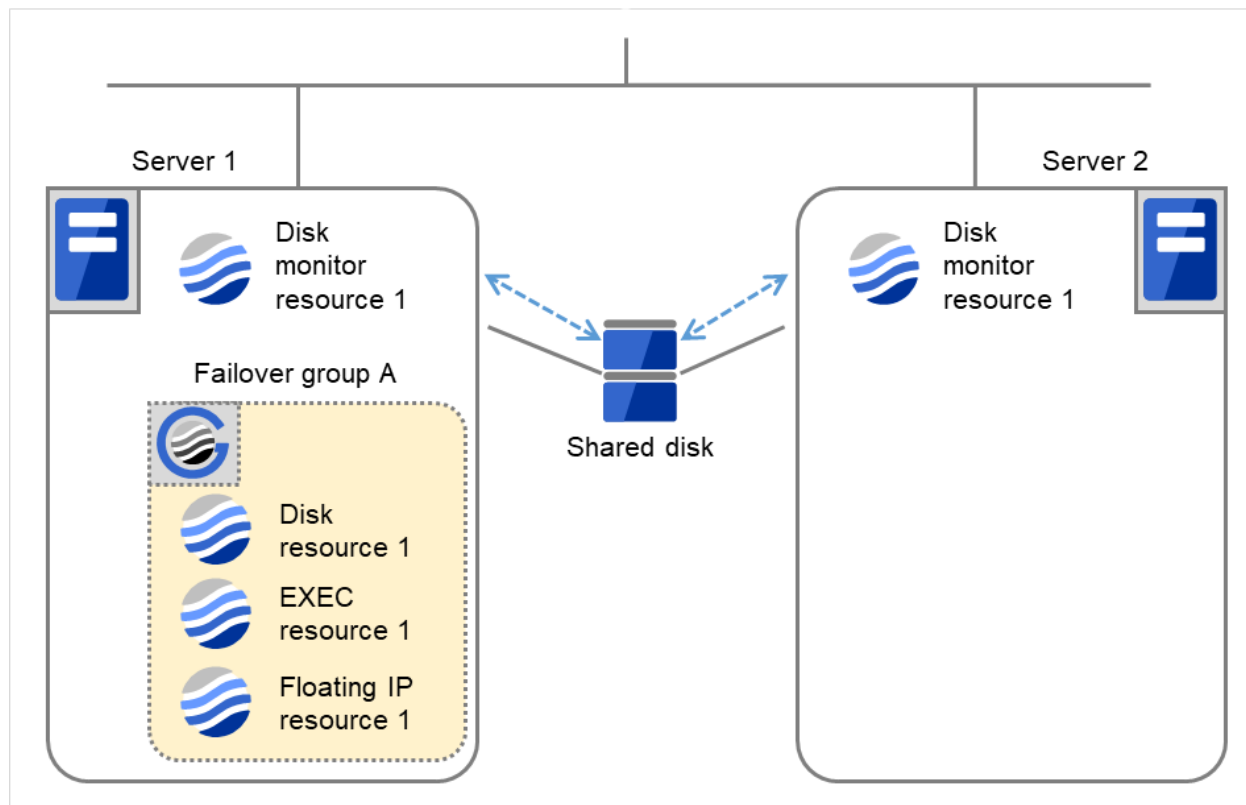 Server 1
Server 2
Disk
monitor
resource 1
Disk
monitor
resource 1
Failover group A
Shared disk
Disk
resource 1
EXEC
resource 1
Floating IP
resource 1